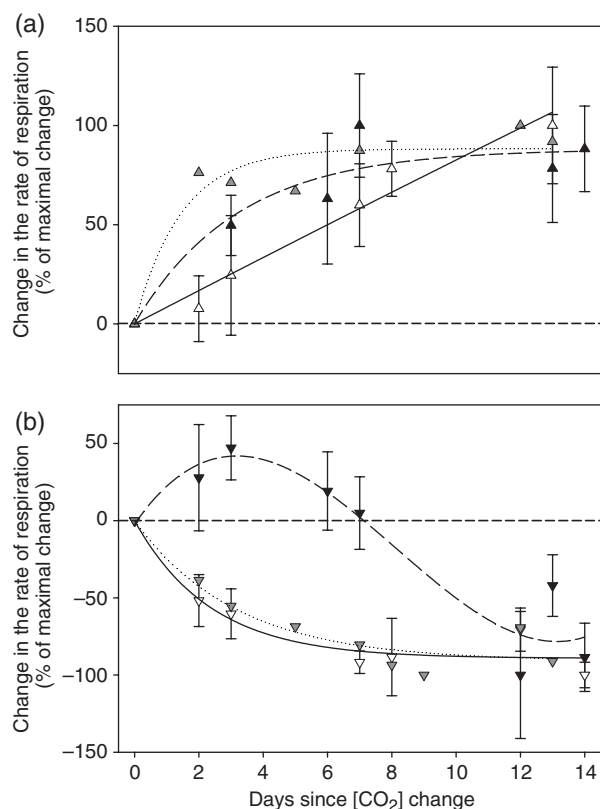 (a)
150
100
50
0
Change in the rate of respiration
(% of maximal change)
(b)
50
0
−50
−100
−150
Change in the rate of respiration
(% of maximal change)
0 2 4 6 8 10 12 14
Days since [CO₂] change